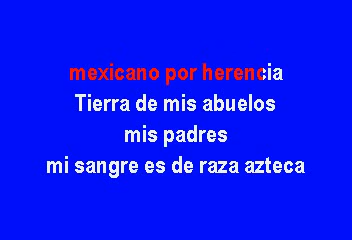 mexicano por herencia
Tierra de mis abuelos
mis padres
mi sangre es de raza azteca